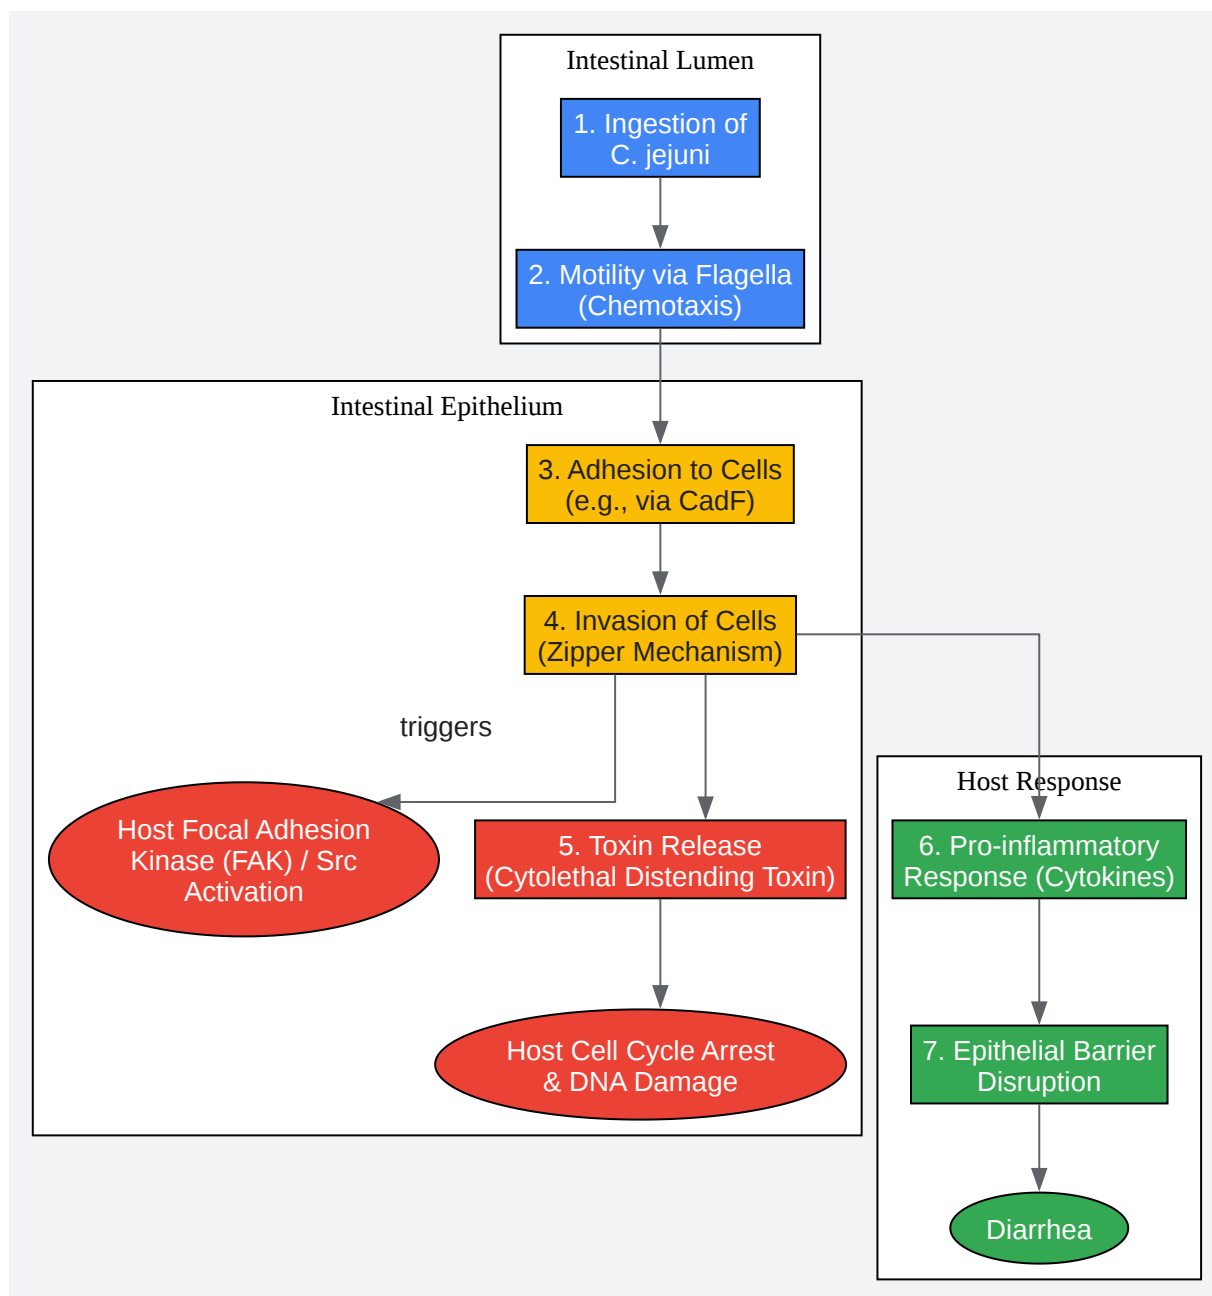 Intestinal Lumen
1. Ingestion of
C. jejuni
2. Motility via Flagella
(Chemotaxis)
Intestinal Epithelium
3. Adhesion to Cells
(e.g., via CadF)
4. Invasion of Cells
(Zipper Mechanism)
triggers
Host Focal Adhesion
Kinase (FAK) / Src
Activation
5. Toxin Release
(Cytolethal Distending Toxin)
Host Cell Cycle Arrest
& DNA Damage
Host Response
6. Pro-inflammatory
Response (Cytokines)
7. Epithelial Barrier
Disruption
Diarrhea